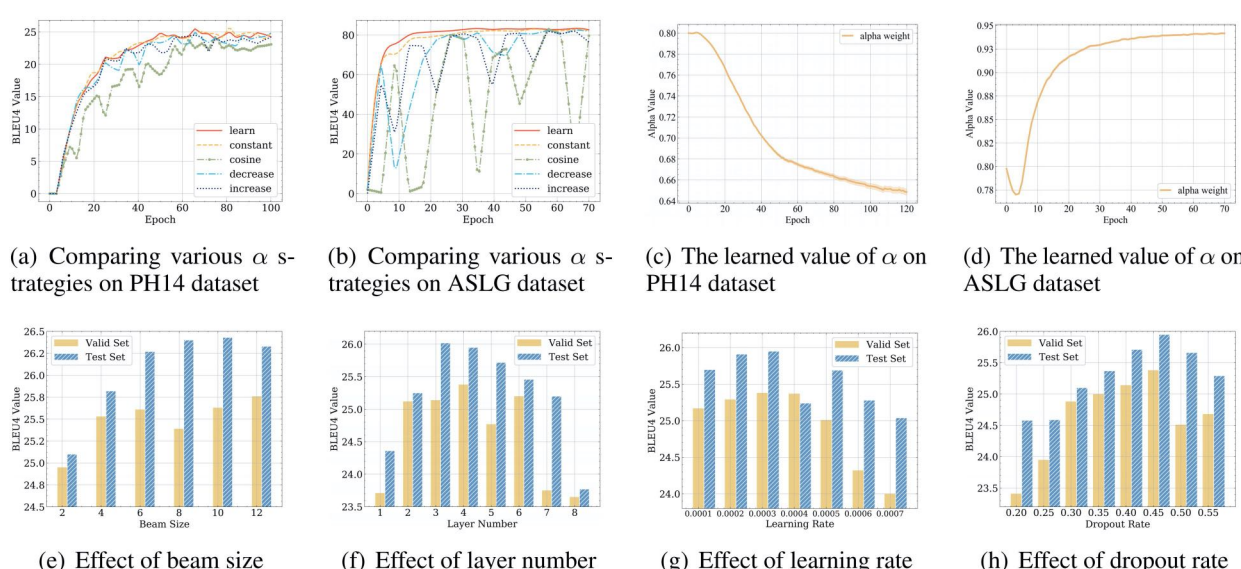 25
20
15
10
5
0
BLEU4 Value
learn
constant
cosine
decrease
increase
0 20 40 60 80 100
Epoch
(a) Comparing various α s-
trategies on PH14 dataset
80
60
40
20
0
BLEU4 Value
learn
constant
cosine
decrease
increase
0 10 20 30 40 50 60 70
Epoch
(b) Comparing various α s-
trategies on ASLG dataset
0.80
0.78
0.76
0.74
0.72
0.70
0.68
0.66
0.64
Alpha Value
alpha weight
0 20 40 60 80 100 120
Epoch
(c) The learned value of α on
PH14 dataset
0.95
0.93
0.90
0.88
0.85
0.83
0.80
0.78
Alpha Value
alpha weight
0 10 20 30 40 50 60 70
Epoch
(d) The learned value of α on
ASLG dataset
26.5
26.2
26.0
25.8
25.5
25.2
25.0
24.8
24.5
BLEU4 Value
Valid Set
Test Set
2 4 6 8 10 12
Beam Size
(e) Effect of beam size
26.0
25.5
25.0
24.5
24.0
23.5
BLEU4 Value
Valid Set
Test Set
1 2 3 4 5 6 7 8
Layer Number
(f) Effect of layer number
26.0
25.5
25.0
24.5
24.0
BLEU4 Value
Valid Set
Test Set
0.0001 0.0002 0.0003 0.0004 0.0005 0.0006 0.0007
Learning Rate
(g) Effect of learning rate
26.0
25.5
25.0
24.5
24.0
23.5
BLEU4 Value
Valid Set
Test Set
0.20 0.25 0.30 0.35 0.40 0.45 0.50 0.55
Dropout Rate
(h) Effect of dropout rate